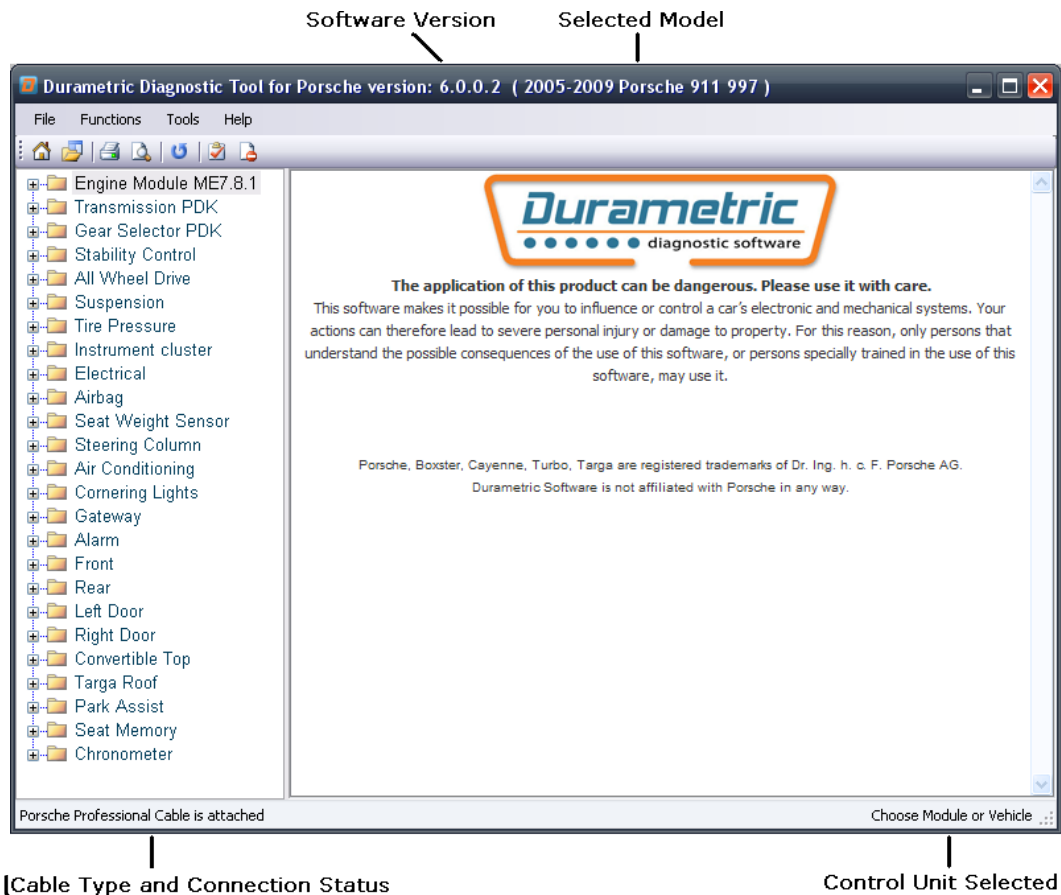 Software Version
Selected Model
Durametric Diagnostic Tool for Porsche version: 6.0.0.2 ( 2005-2009 Porsche 911 997 )
File Functions Tools Help
Engine Module ME7.8.1
Transmission PDK
Gear Selector PDK
Stability Control
All Wheel Drive
Suspension
Tire Pressure
Instrument cluster
Electrical
Airbag
Seat Weight Sensor
Steering Column
Air Conditioning
Cornering Lights
Gateway
Alarm
Front
Rear
Left Door
Right Door
Convertible Top
Targa Roof
Park Assist
Seat Memory
Chronometer
Durametric
diagnostic software
The application of this product can be dangerous. Please use it with care.
This software makes it possible for you to influence or control a car's electronic and mechanical systems. Your
actions can therefore lead to severe personal injury or damage to property. For this reason, only persons that
understand the possible consequences of the use of this software, or persons specially trained in the use of this
software, may use it.
Porsche, Boxster, Cayenne, Turbo, Targa are registered trademarks of Dr. Ing. h. c. F. Porsche AG.
Durametric Software is not affiliated with Porsche in any way.
Porsche Professional Cable is attached
Choose Module or Vehicle
[Cable Type and Connection Status
Control Unit Selected